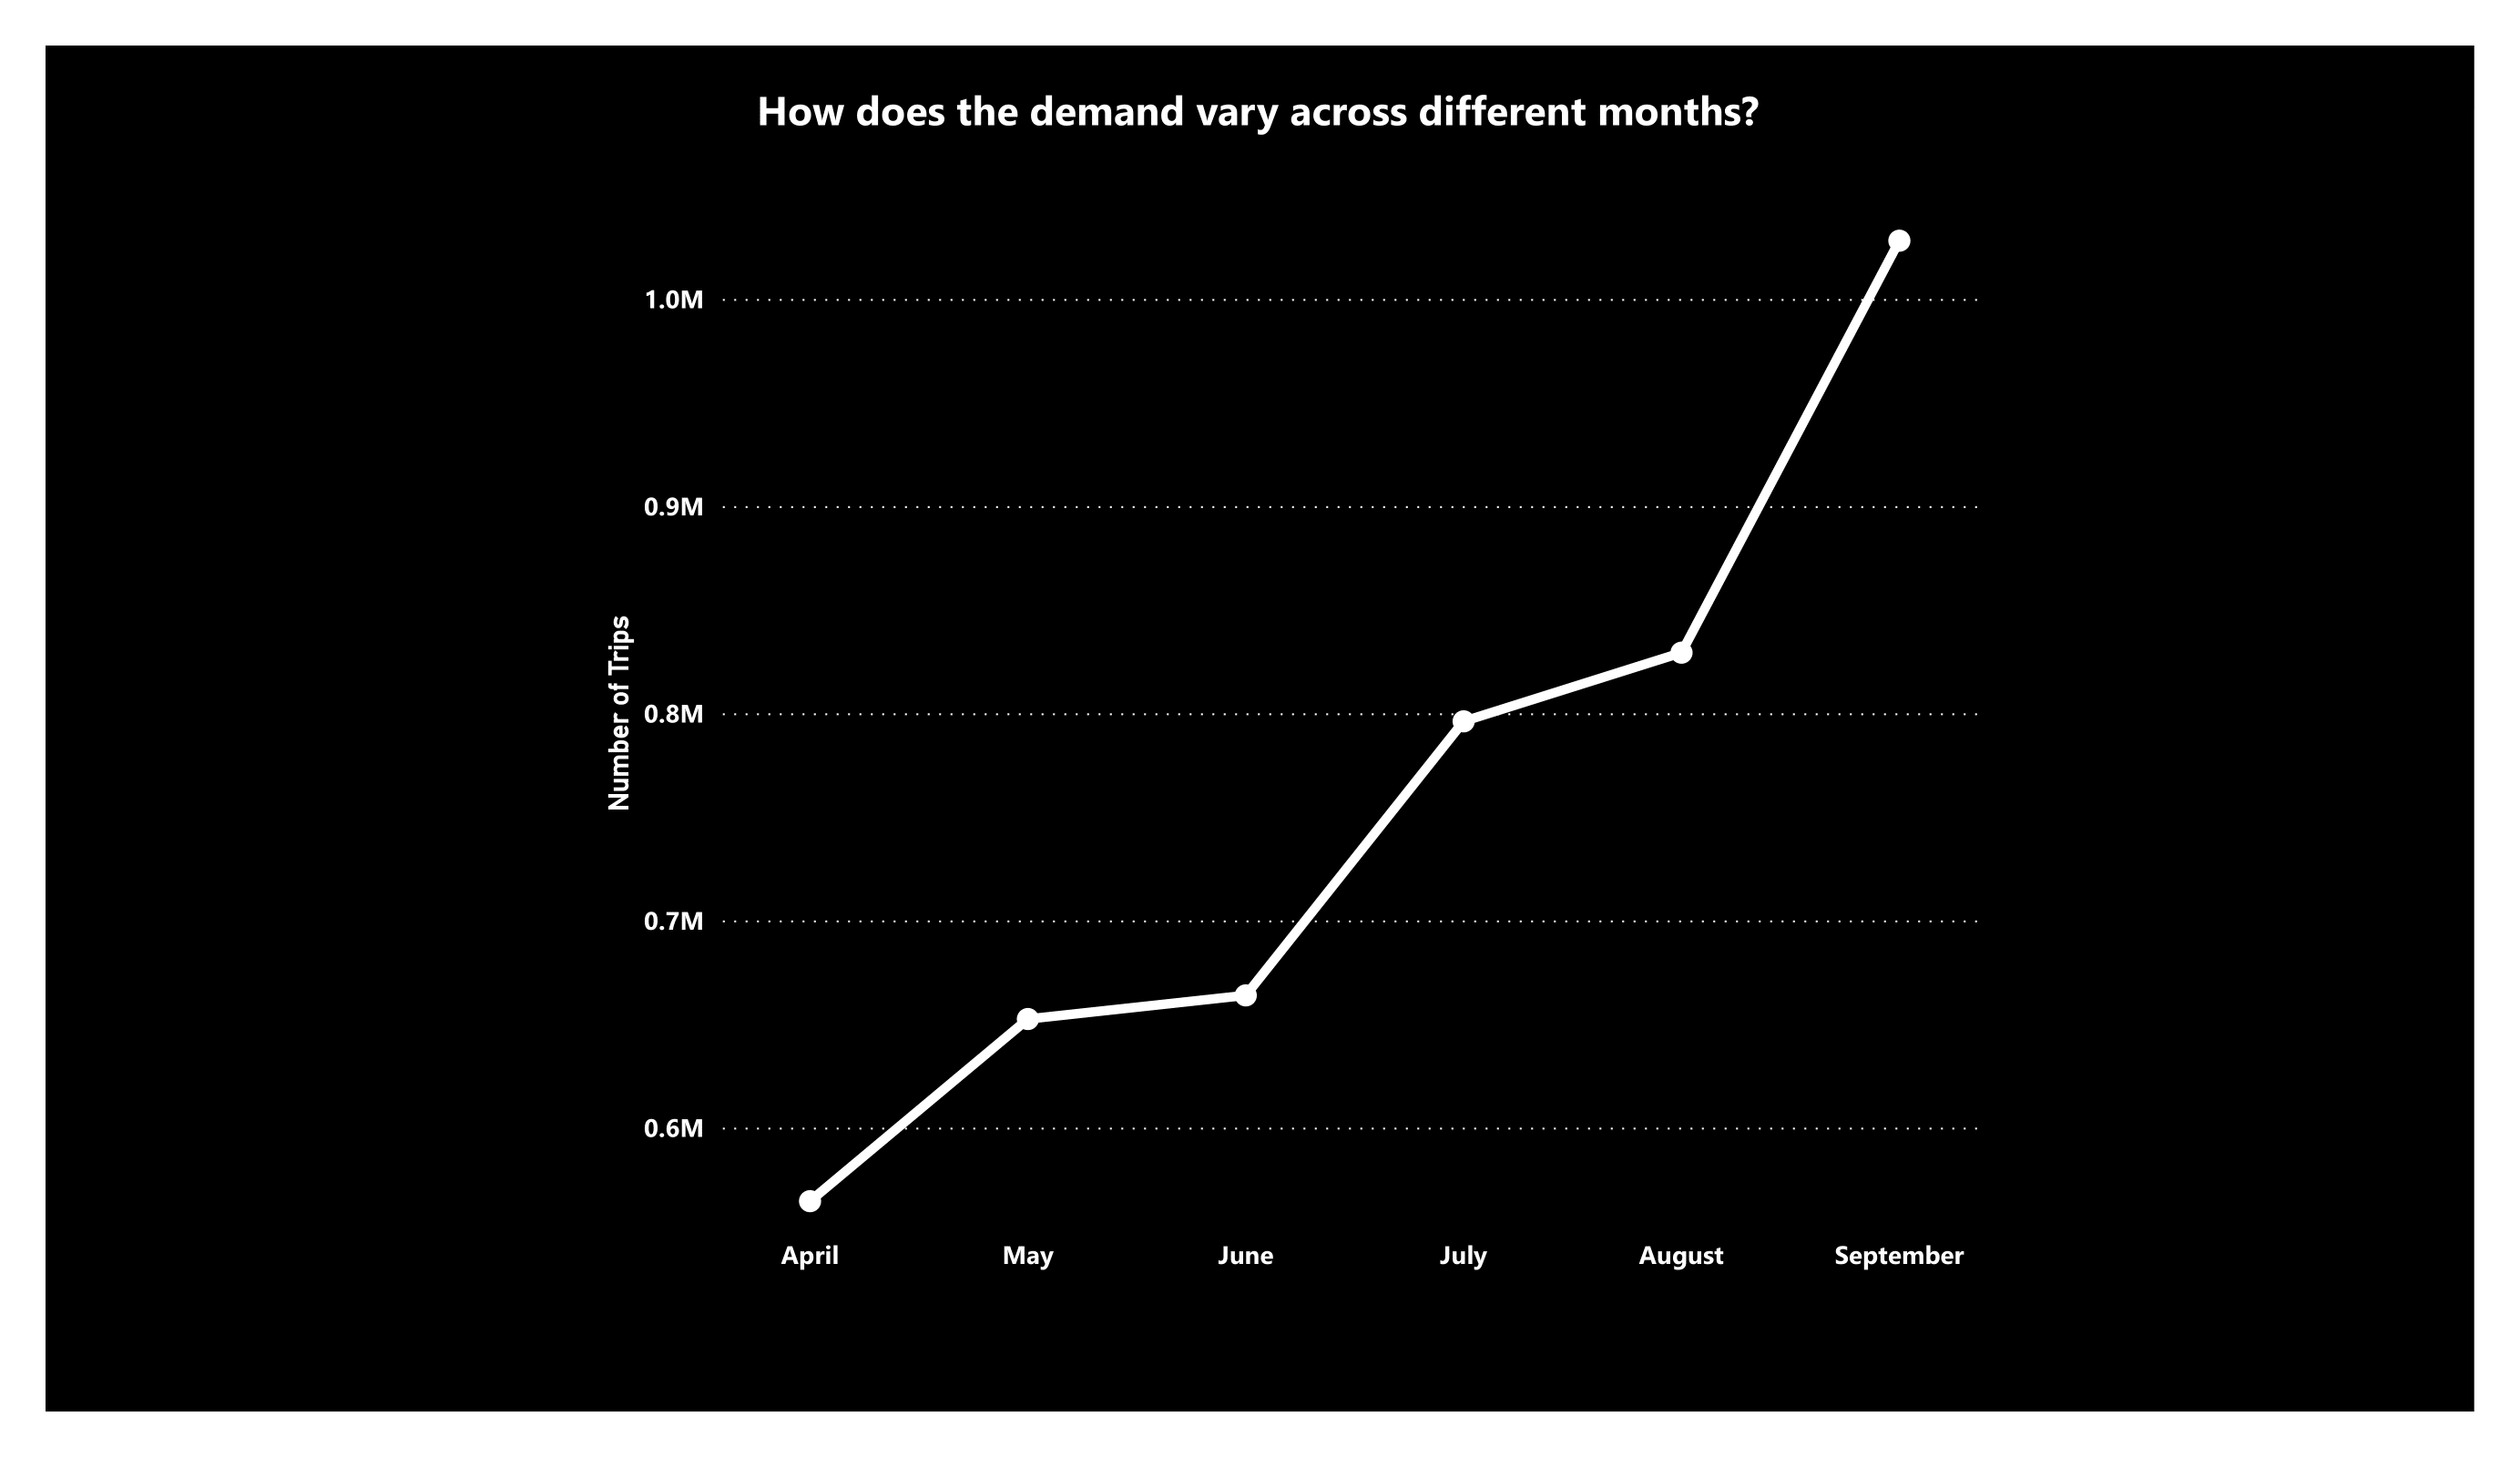 How does the demand vary across different months?
Number of Trips
1.0M
0.9M
0.8M
0.7M
0.6M
April May June July August September